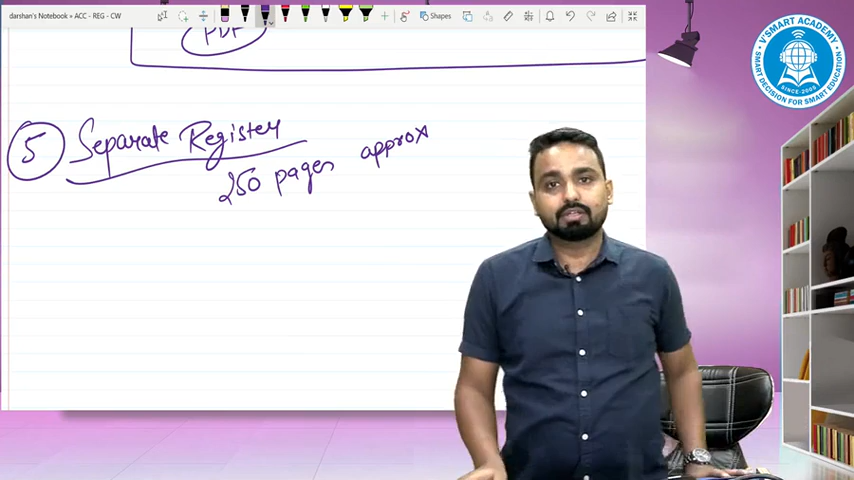 darshan's Notebook » ACC - REG - CW
Shapes
PDF
5 Separate Register
250 pages approx
V'SMART ACADEMY
SINCE-2005
SMART DECISION FOR SMART EDUCATION